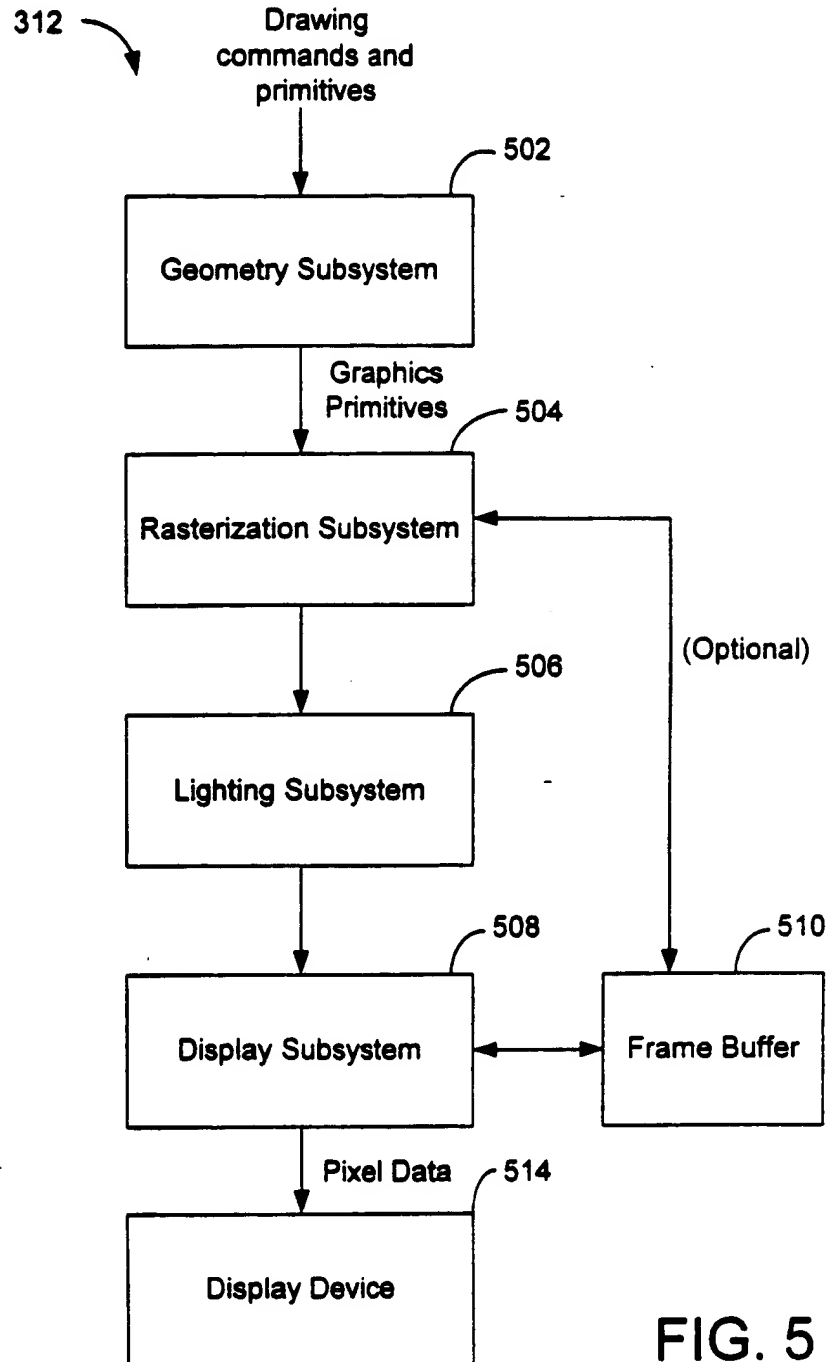 312
Drawing
commands and
primitives
502
Geometry Subsystem
Graphics
Primitives
504
Rasterization Subsystem
(Optional)
506
Lighting Subsystem
508
510
Display Subsystem
Frame Buffer
Pixel Data
514
Display Device
FIG. 5